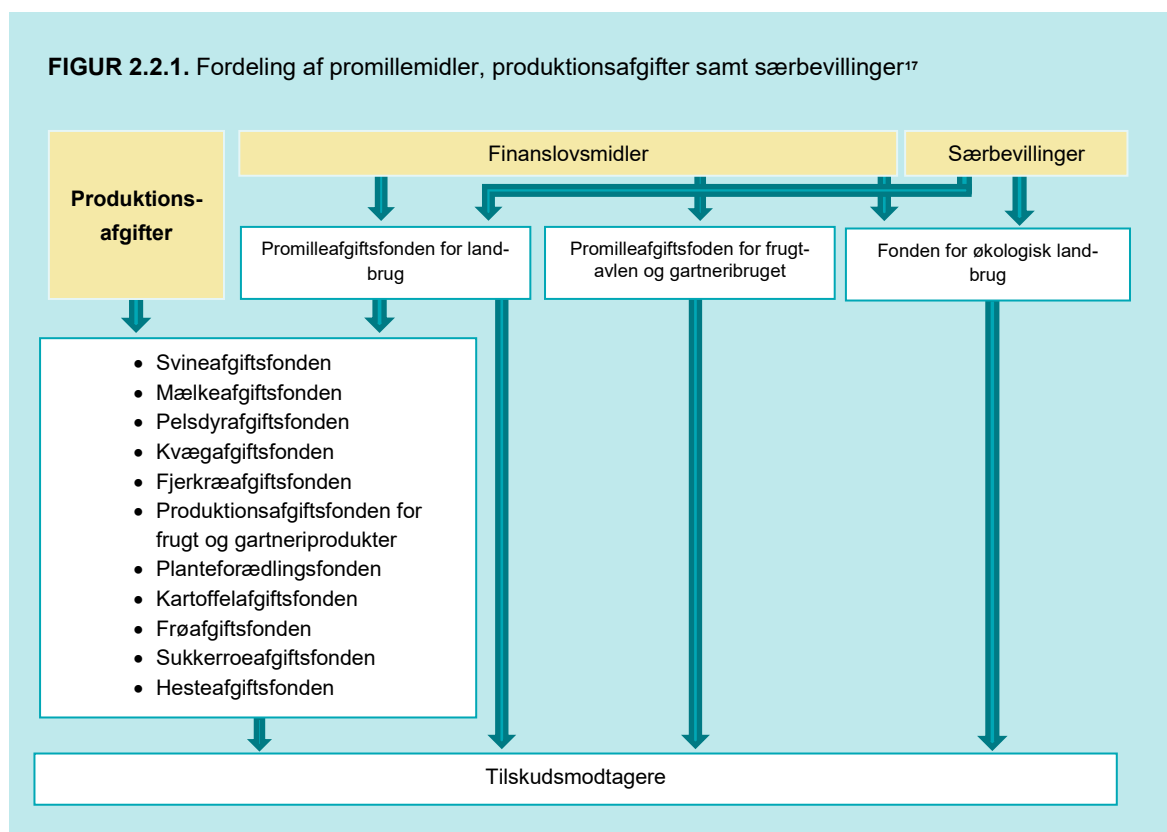 FIGUR 2.2.1. Fordeling af promillemidler, produktionsafgifter samt særbevillinger¹⁷
Produktions-
afgifter
Finanslovsmidler
Særbevillinger
Promilleafgiftsfonden for land-
brug
Promilleafgiftsfoden for frugt-
avlen og gartneribruget
Fonden for økologisk land-
brug
• Svineafgiftsfonden
• Mælkeafgiftsfonden
• Pelsdyrafgiftsfonden
• Kvægafgiftsfonden
• Fjerkræafgiftsfonden
• Produktionsafgiftsfonden for
frugt og gartneriprodukter
• Planteforædlingsfonden
• Kartoffelafgiftsfonden
• Frøafgiftsfonden
• Sukkerroeafgiftsfonden
• Hesteafgiftsfonden
Tilskudsmodtagere